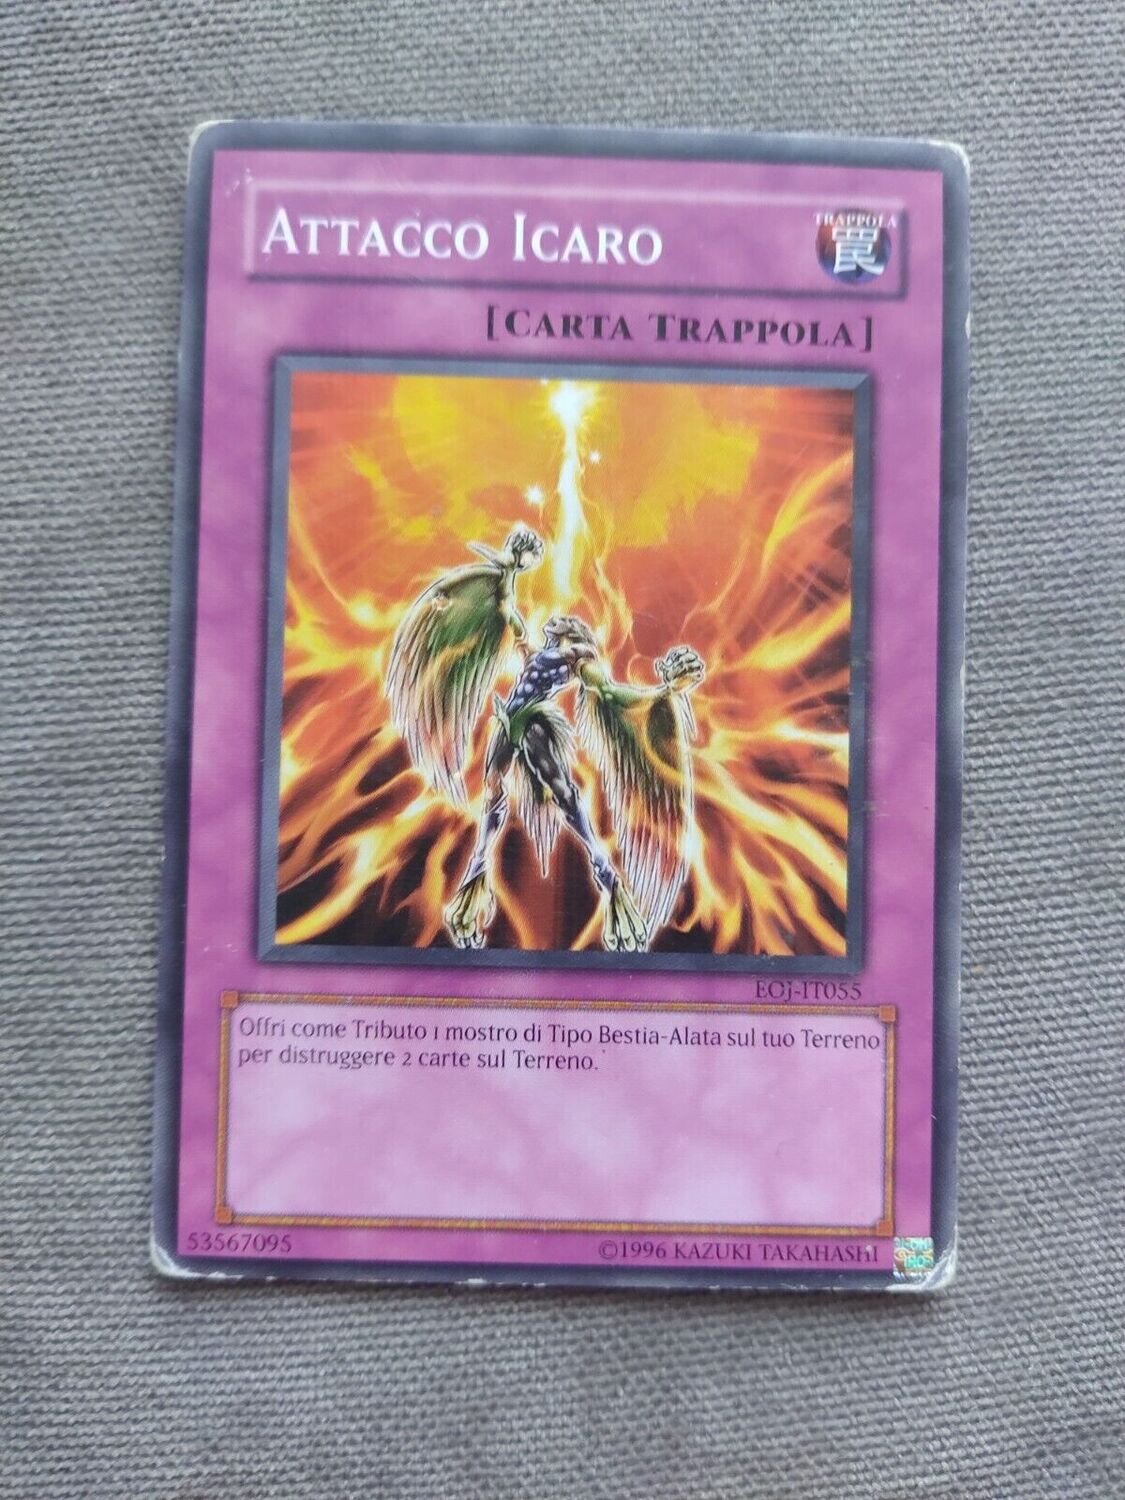 ATTACCO ICARO
TRAPPOLA
罠
[CARTA TRAPPOLA]
EOJ-IT055
Offri come Tributo 1 mostro di Tipo Bestia-Alata sul tuo Terreno
per distruggere 2 carte sul Terreno.
53567095
©1996 KAZUKI TAKAHASHI